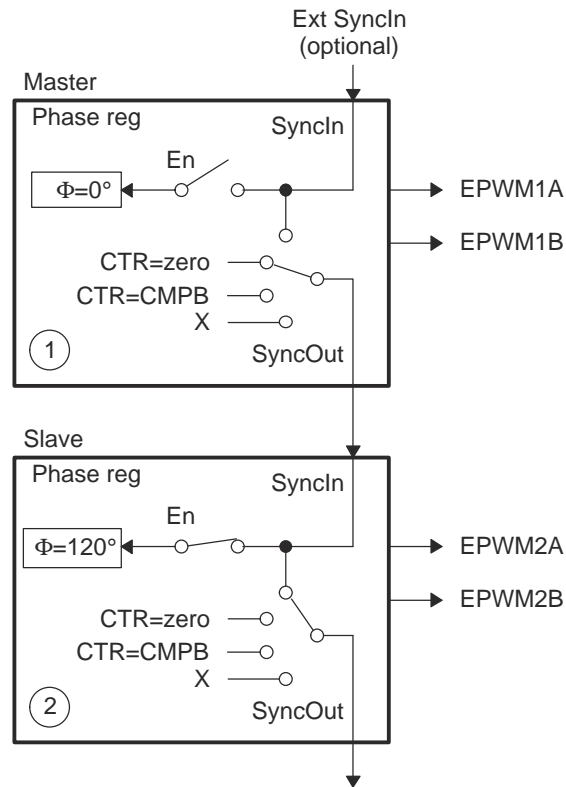 Ext SyncIn
(optional)
Master
Phase reg
SyncIn
En
Φ=0°
EPWM1A
EPWM1B
CTR=zero
CTR=CMPB
X
1
SyncOut
Slave
Phase reg
SyncIn
En
Φ=120°
EPWM2A
EPWM2B
CTR=zero
CTR=CMPB
X
2
SyncOut